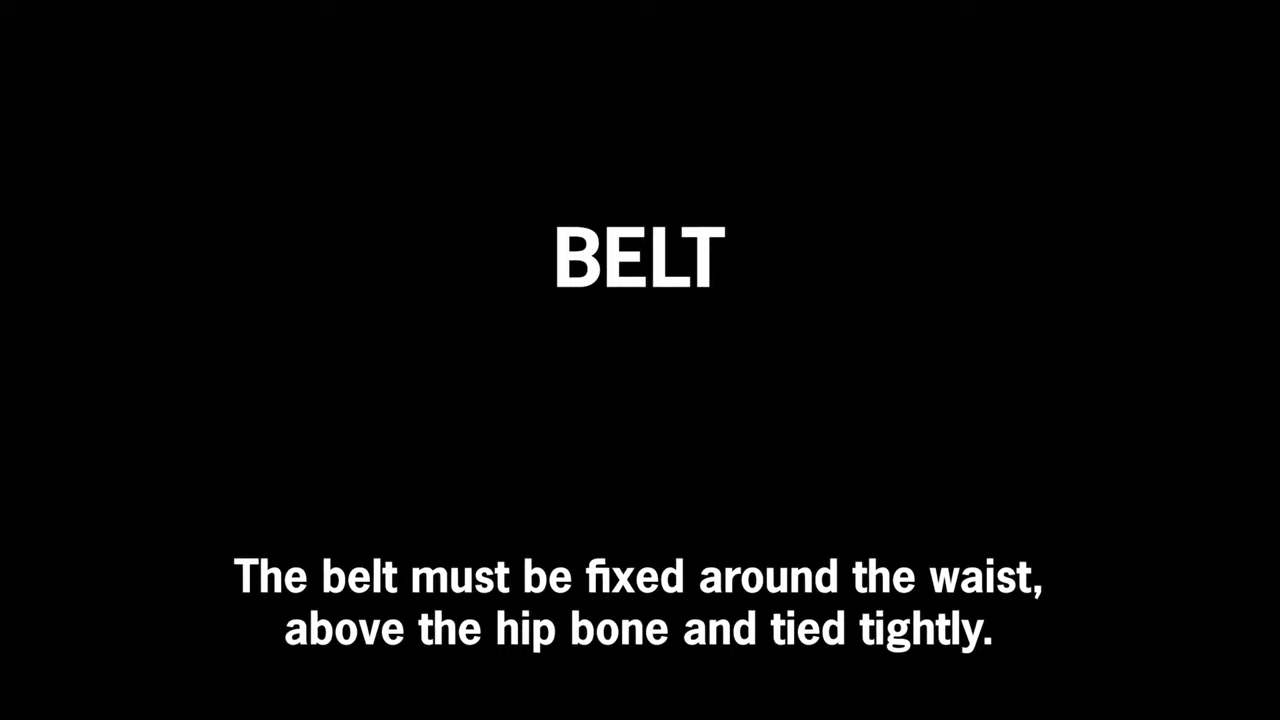 BELT
The belt must be fixed around the waist,
above the hip bone and tied tightly.